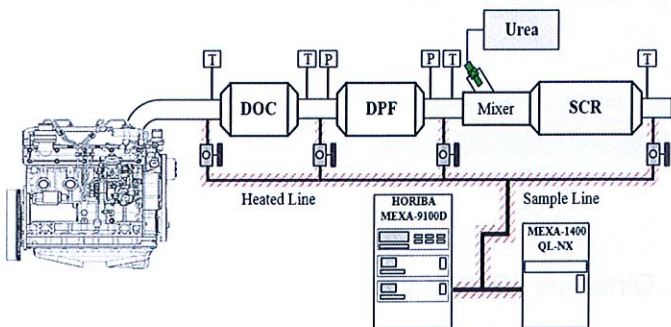 Urea
T
T
P
P
T
T
DOC
DPF
Mixer
SCR
Heated Line
Sample Line
HORIBA
MEXA-9100D
MEXA-1400
QL-NX